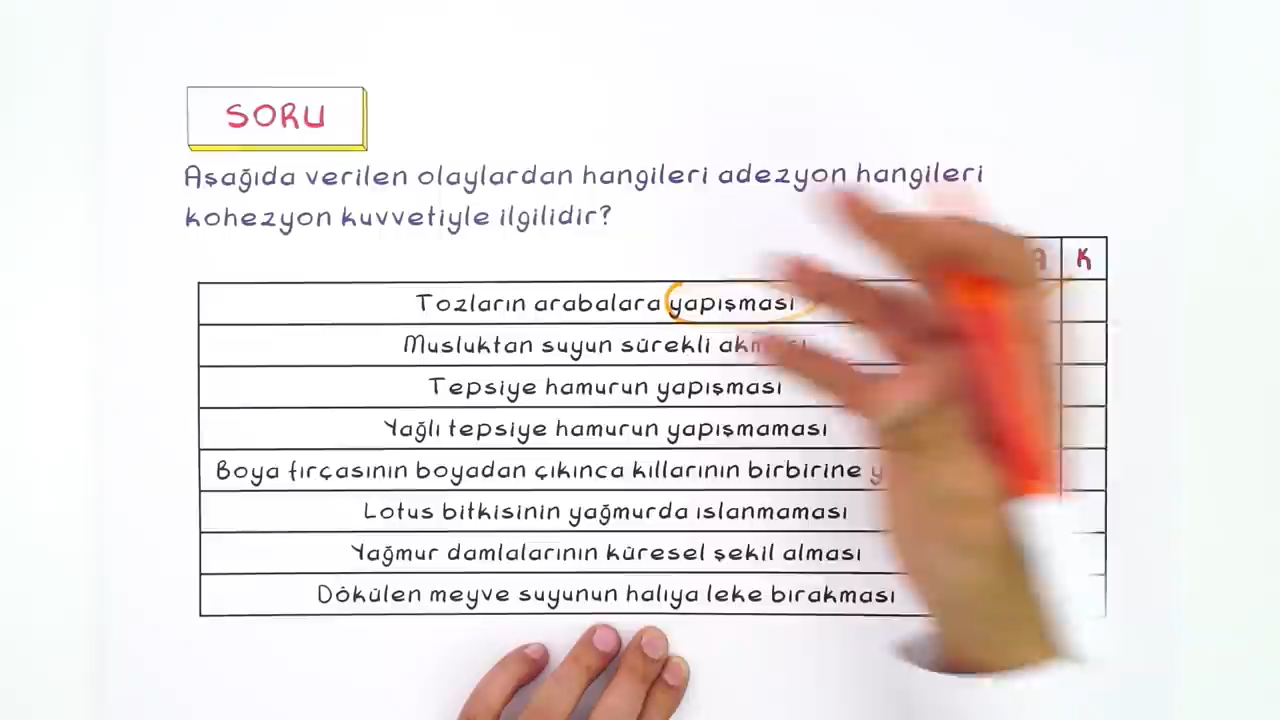 SORU
Aşağıda verilen olaylardan hangileri adezyon hangileri
kohezyon kuvvetiyle ilgilidir?
A K
Tozların arabalara yapışması
Musluktan suyun sürekli akması
Tepsiye hamurun yapışması
Yağlı tepsiye hamurun yapışmaması
Boya fırçasının boyadan çıkınca kıllarının birbirine
Lotus bitkisinin yağmurda ıslanmaması
Yağmur damlalarının küresel şekil alması
Dökülen meyve suyunun halıya leke bırakması